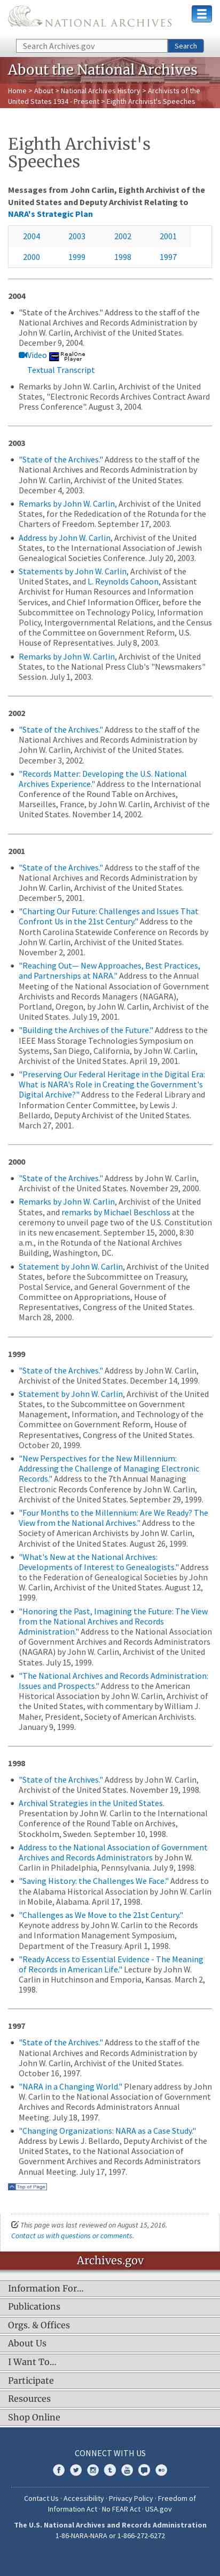 NATIONAL ARCHIVES
Search Archives.gov
Search
About the National Archives
Home > About > National Archives History > Archivists of the
United States 1934 - Present > Eighth Archivist's Speeches
Eighth Archivist's
Speeches
Messages from John Carlin, Eighth Archivist of the
United States and Deputy Archivist Relating to
NARA's Strategic Plan
2004 2003 2002 2001
2000 1999 1998 1997
2004
"State of the Archives." Address to the staff of the
National Archives and Records Administration by
John W. Carlin, Archivist of the United States.
December 9, 2004.
Video RealOne Player
Textual Transcript
Remarks by John W. Carlin, Archivist of the United
States, "Electronic Records Archives Contract Award
Press Conference". August 3, 2004.
2003
"State of the Archives." Address to the staff of the
National Archives and Records Administration by
John W. Carlin, Archivist of the United States.
December 4, 2003.
Remarks by John W. Carlin, Archivist of the United
States, for the Rededication of the Rotunda for the
Charters of Freedom. September 17, 2003.
Address by John W. Carlin, Archivist of the United
States, to the International Association of Jewish
Genealogical Societies Conference. July 20, 2003.
Statements by John W. Carlin, Archivist of the
United States and L. Reynolds Cahoon, Assistant
Archivist for Human Resources and Information
Services, and Chief Information Officer, before the
Subcommittee on Technology Information Policy,
Intergovernmental Relations, and the Census
of the Committee on Government Reform, U.S.
House of Representatives. July 8, 2003.
Remarks by John W. Carlin, Archivist of the United
States, to the National Press Club's "Newsmakers"
Session. July 1, 2003.
2002
"State of the Archives." Address to the staff of the
National Archives and Records Administration by
John W. Carlin, Archivist of the United States.
December 3, 2002.
"Records Matter: Developing the U.S. National
Archives Experience." Address to the International
Conference of the Round Table on Archives,
Marseilles, France, by John W. Carlin, Archivist of the
United States. November 14, 2002.
2001
"State of the Archives." Address to the staff of the
National Archives and Records Administration by
John W. Carlin, Archivist of the United States.
December 5, 2001.
"Charting Our Future: Challenges and Issues That
Confront Us in the 21st Century." Address to the
North Carolina Office of Archives and Records by
John W. Carlin, Archivist of the United States.
November 2, 2001.
"Reaching Out— New Approaches, Best Practices,
and Partnerships at NARA." Address to the Annual
Meeting of the National Association of Government
Archivists and Records Managers (NAGARA),
Portland, Oregon, by John W. Carlin, Archivist of the
United States. July 19, 2001.
"Building the Archives of the Future." Address to the
IEEE Mass Storage Technologies Symposium in
San Diego, California, by John W. Carlin, Archivist
of the United States. April 19, 2001.
"Preserving Our Federal Heritage in the Digital Era:
What is NARA's Role in Creating the Government's
Digital Archive?" Address to the Federal Library and
Information Center Committee, by Lewis J.
Bellardo, Deputy Archivist of the United States.
March 27, 2001.
2000
"State of the Archives." Address by John W. Carlin,
Archivist of the United States. November 29, 2000.
Remarks by John W. Carlin, Archivist of the United
States, and remarks by Michael Beschloss at the
ceremony to unveil page two of the U.S. Constitution
in its new encasement. September 15, 2000, 8:30
a.m., in the Rotunda of the National Archives
Building, Washington, DC.
Statement by John W. Carlin, Archivist of the United
States, before the Subcommittee on Treasury,
Postal Service, and General Government of the
Committee on Appropriations, House of
Representatives, Congress of the United States.
March 28, 2000.
1999
"State of the Archives." Address by John W. Carlin,
Archivist of the United States. December 14, 1999.
Statement by John W. Carlin, Archivist of the United
States, to the Subcommittee on Government
Management, Information, and Technology of the
Committee on Government Reform, House of
Representatives, Congress of the United States.
October 20, 1999.
"New Perspectives for the New Millennium:
Addressing the Challenge of Managing Electronic
Records." Address to the 7th Annual Managing
Electronic Records Conference by John W. Carlin,
Archivist of the United States. September 29, 1999.
"Four Months to the Millennium: Are We Ready? The
View from the National Archives." Address to the
Society of American Archivists by John W. Carlin,
Archivist of the United States. August 26, 1999.
"What's New at the National Archives:
Developments of Interest to Genealogists." Address
to the Federation of Genealogical Societies by John
W. Carlin, Archivist of the United States. August 12,
1999.
"Honoring the Past, Imagining the Future: The View
from the National Archives and Records
Administration." Address to the National Association
of Government Archives and Records Administrators
(NAGARA) by John W. Carlin, Archivist of the United
States. July 15, 1999.
"The National Archives and Records Administration:
Issues and Prospects." Address to the American
Historical Association by John W. Carlin, Archivist of
the United States, with commentary by William J.
Maher, President, Society of American Archivists.
January 9, 1999.
1998
"State of the Archives." Address by John W. Carlin,
Archivist of the United States. November 19, 1998.
Archival Strategies in the United States.
Presentation by John W. Carlin to the International
Conference of the Round Table on Archives,
Stockholm, Sweden. September 10, 1998.
Address to the National Association of Government
Archives and Records Administrators by John W.
Carlin in Philadelphia, Pennsylvania. July 9, 1998.
"Saving History: the Challenges We Face." Address to
the Alabama Historical Association by John W. Carlin
in Mobile, Alabama. April 17, 1998.
"Challenges as We Move to the 21st Century."
Keynote address by John W. Carlin to the Records
and Information Management Symposium,
Department of the Treasury. April 1, 1998.
"Ready Access to Essential Evidence - The Meaning
of Records in American Life." Lecture by John W.
Carlin in Hutchinson and Emporia, Kansas. March 2,
1998.
1997
"State of the Archives." Address to the staff of the
National Archives and Records Administration by
John W. Carlin, Archivist of the United States.
October 16, 1997.
"NARA in a Changing World." Plenary address by John
W. Carlin to the National Association of Government
Archives and Records Administrators Annual
Meeting. July 18, 1997.
"Changing Organizations: NARA as a Case Study."
Address by Lewis J. Bellardo, Deputy Archivist of the
United States, to the National Association of
Government Archives and Records Administrators
Annual Meeting. July 17, 1997.
Top of Page
This page was last reviewed on August 15, 2016.
Contact us with questions or comments.
Archives.gov
Information For...
Publications
Orgs. & Offices
About Us
I Want To...
Participate
Resources
Shop Online
CONNECT WITH US
Contact Us · Accessibility · Privacy Policy · Freedom of
Information Act · No FEAR Act · USA.gov
The U.S. National Archives and Records Administration
1-86-NARA-NARA or 1-866-272-6272